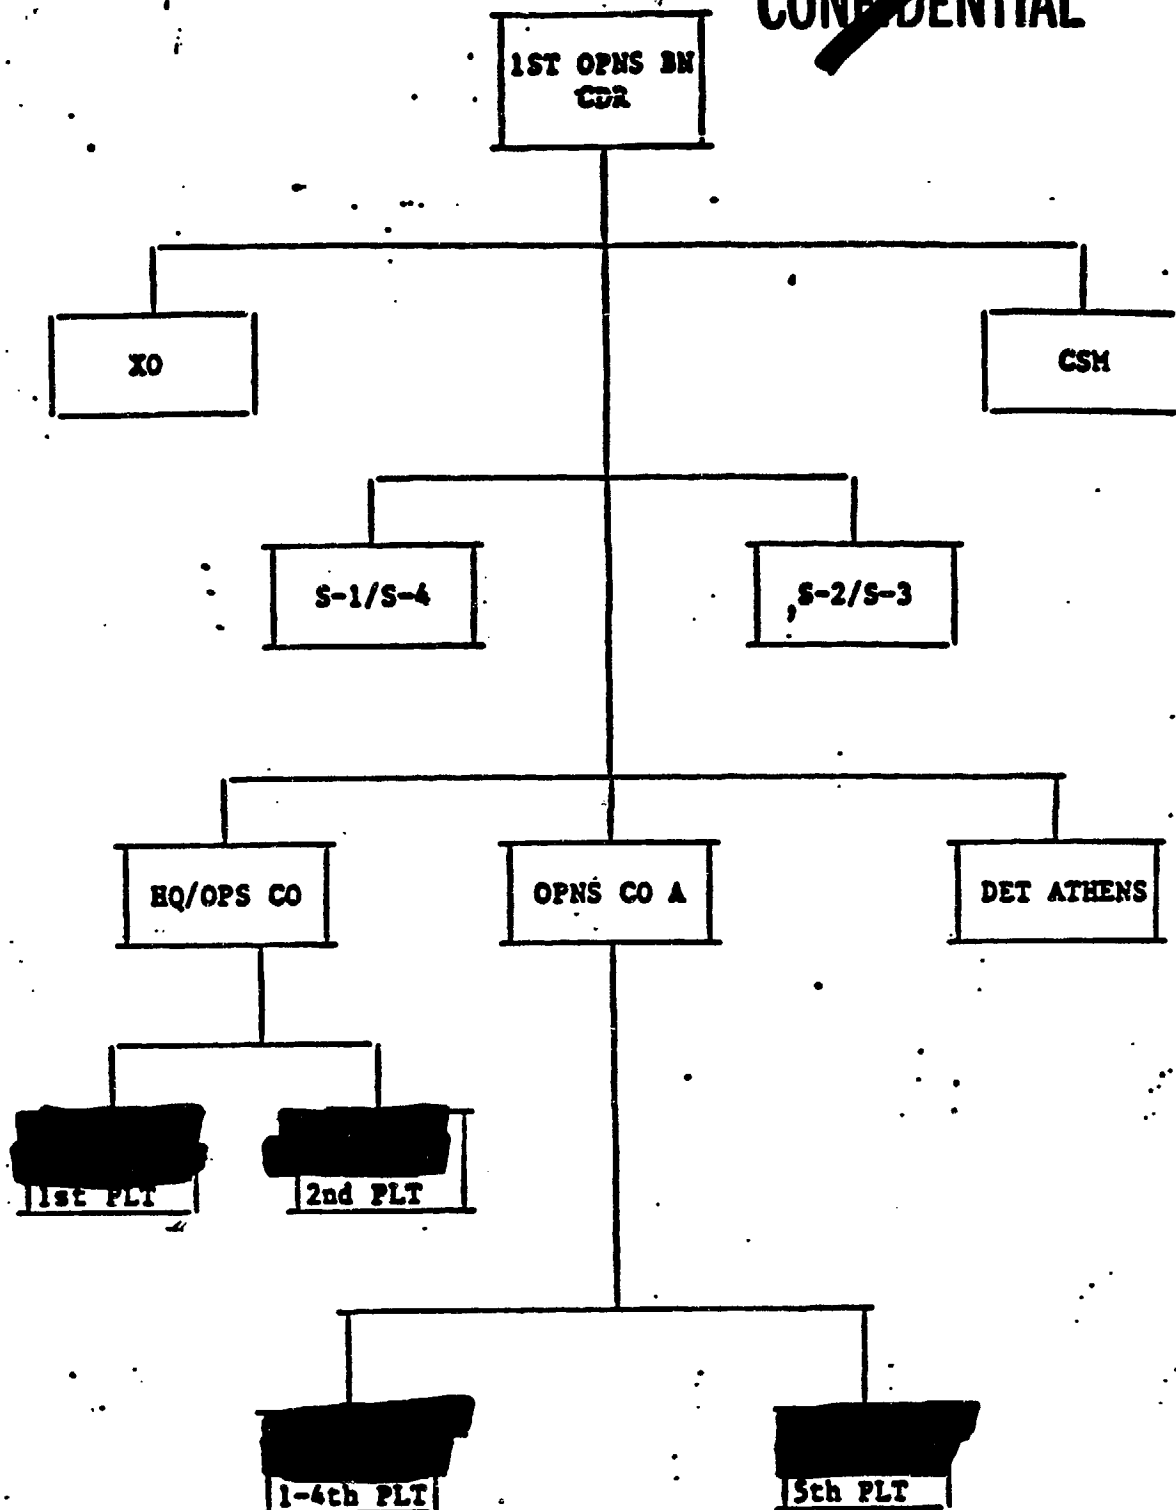 CONFIDENTIAL
1ST OPNS BN
CDR
XO
CSM
S-1/S-4
S-2/S-3
HQ/OPS CO
OPNS CO A
DET ATHENS
1st PLT
2nd PLT
1-4th PLT
5th PLT